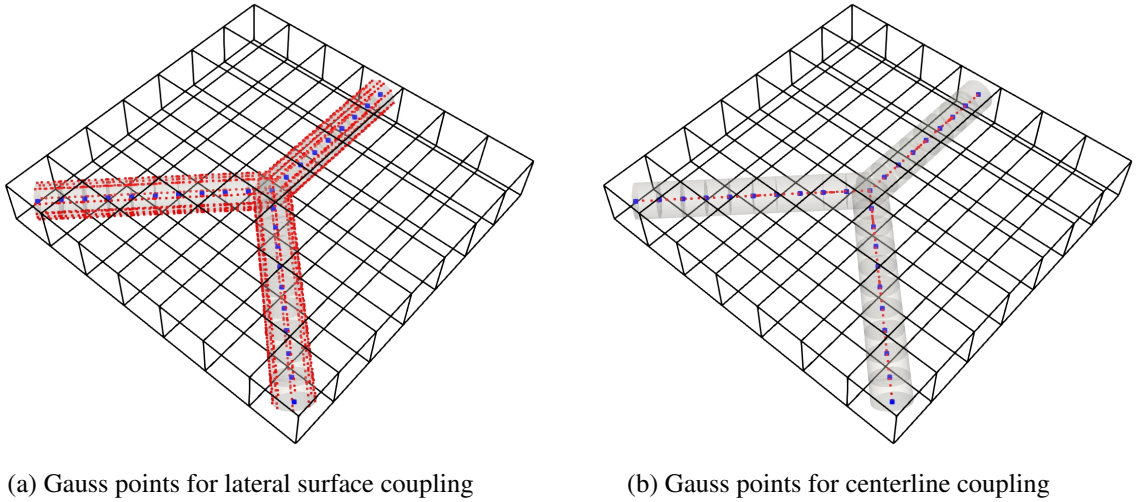 (a) Gauss points for lateral surface coupling
(b) Gauss points for centerline coupling